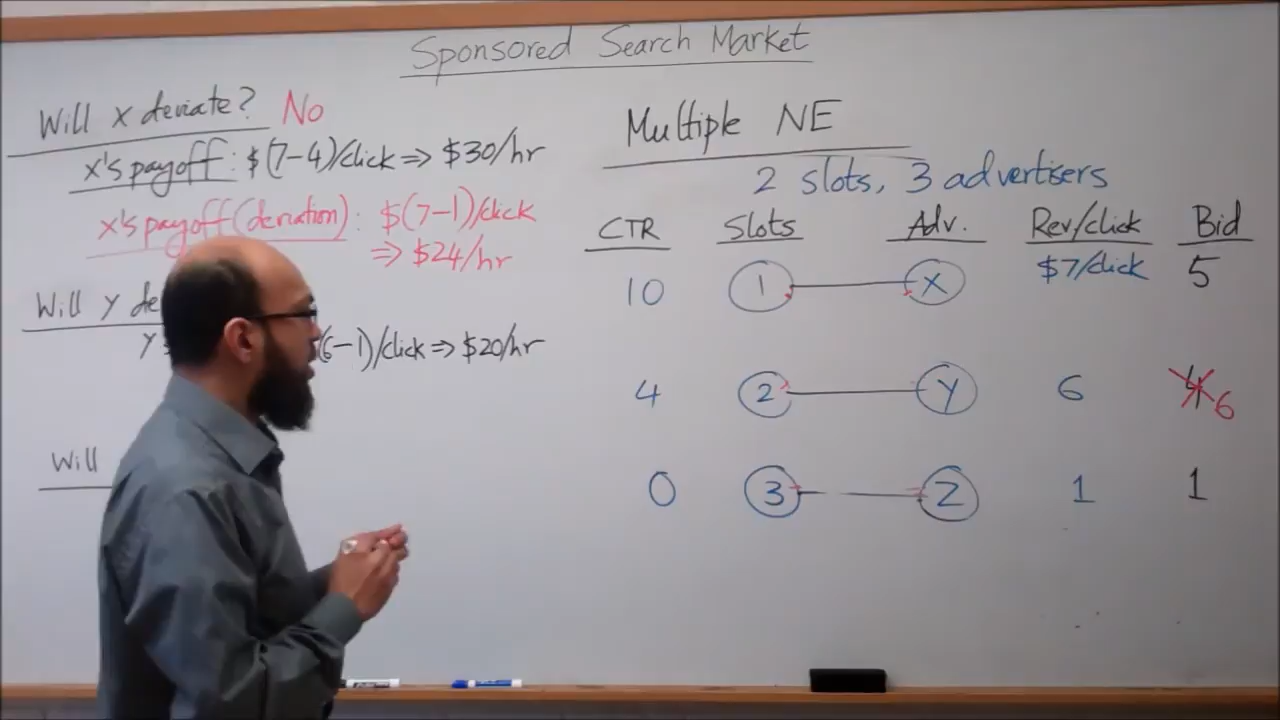 Sponsored Search Market
Will X deviate? No
X's payoff: $(7-4)/click => $30/hr
X's payoff (deviation): $(7-1)/click
=> $24/hr
Will Y de
Y
(6-1)/click => $20/hr
Will
Multiple NE
2 slots, 3 advertisers
CTR Slots Adv. Rev/click Bid
10 1 X $7/click 5
4 2 Y 6 4 6
0 3 Z 1 1